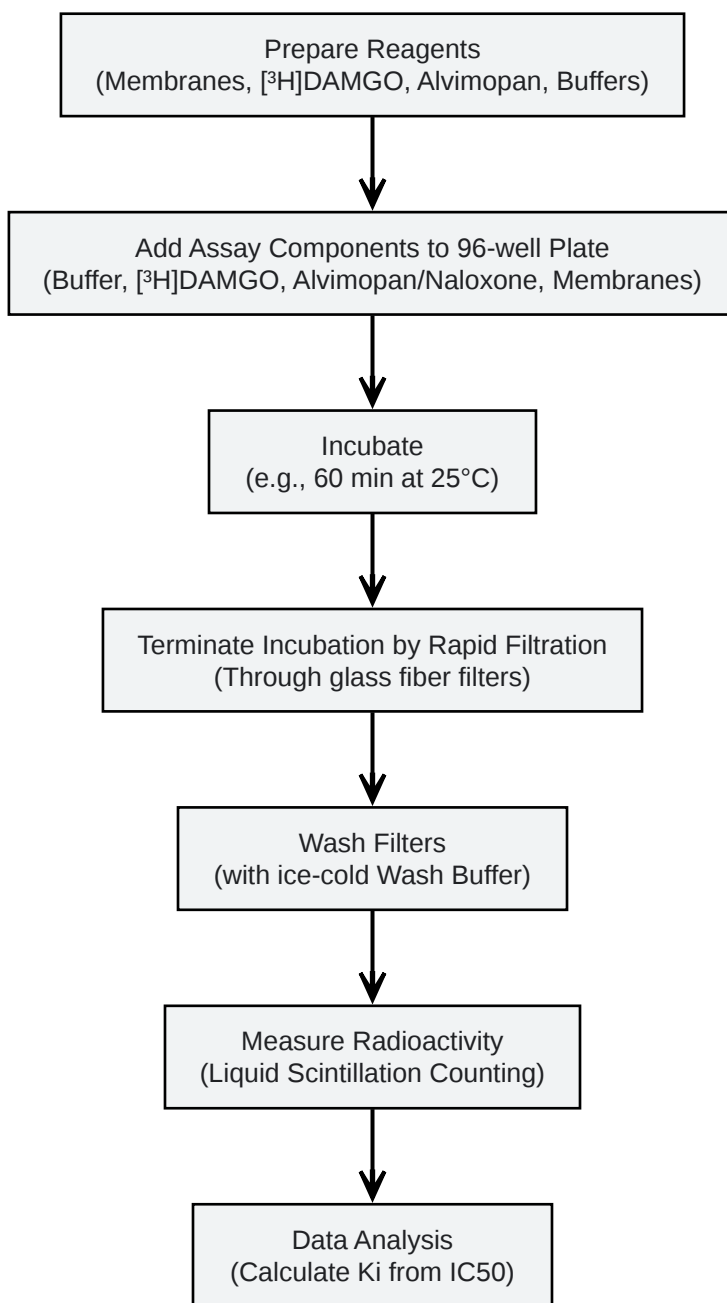 Prepare Reagents
(Membranes, [³H]DAMGO, Alvimopan, Buffers)
Add Assay Components to 96-well Plate
(Buffer, [³H]DAMGO, Alvimopan/Naloxone, Membranes)
Incubate
(e.g., 60 min at 25°C)
Terminate Incubation by Rapid Filtration
(Through glass fiber filters)
Wash Filters
(with ice-cold Wash Buffer)
Measure Radioactivity
(Liquid Scintillation Counting)
Data Analysis
(Calculate Ki from IC50)